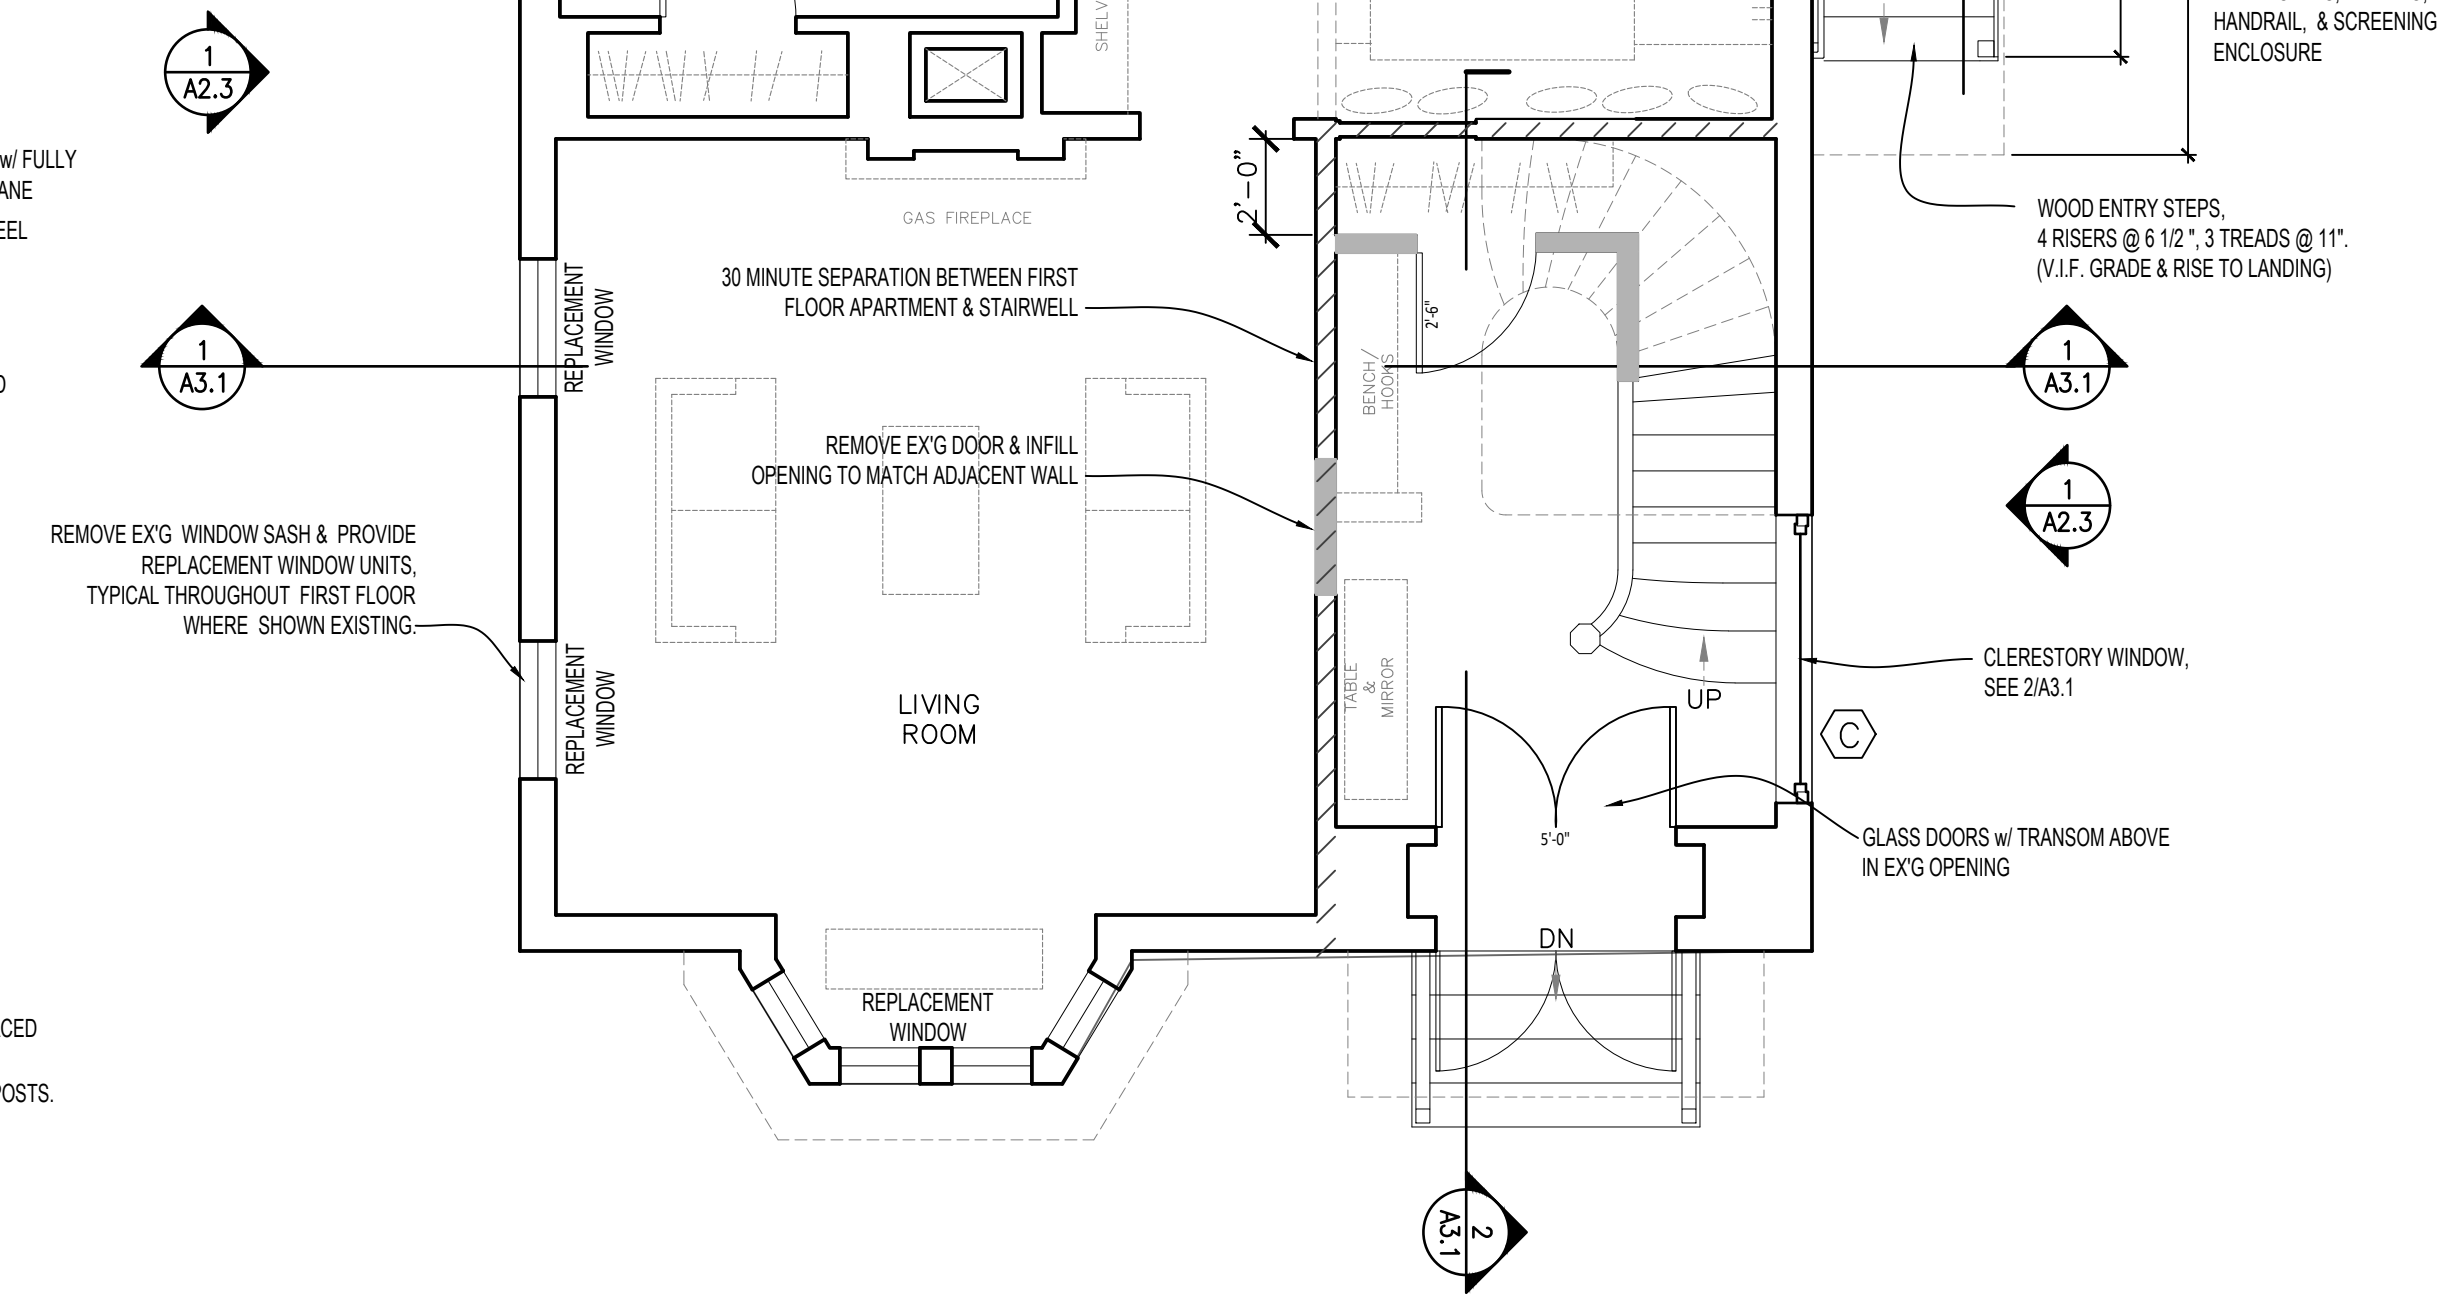 1
A2.3
SHELV
HANDRAIL, & SCREENING
ENCLOSURE
w/ FULLY
ANE
EEL
2'-0"
GAS FIREPLACE
WOOD ENTRY STEPS,
4 RISERS @ 6 1/2 ", 3 TREADS @ 11".
(V.I.F. GRADE & RISE TO LANDING)
30 MINUTE SEPARATION BETWEEN FIRST
FLOOR APARTMENT & STAIRWELL
REPLACEMENT
WINDOW
2'-6"
BENCH/
HOOKS
1
A3.1
1
A3.1
REMOVE EX'G DOOR & INFILL
OPENING TO MATCH ADJACENT WALL
1
A2.3
REMOVE EX'G WINDOW SASH & PROVIDE
REPLACEMENT WINDOW UNITS,
TYPICAL THROUGHOUT FIRST FLOOR
WHERE SHOWN EXISTING.
REPLACEMENT
WINDOW
LIVING
ROOM
TABLE
&
MIRROR
UP
CLERESTORY WINDOW,
SEE 2/A3.1
C
5'-0"
GLASS DOORS w/ TRANSOM ABOVE
IN EX'G OPENING
DN
REPLACEMENT
WINDOW
CED
POSTS.
2
A3.1